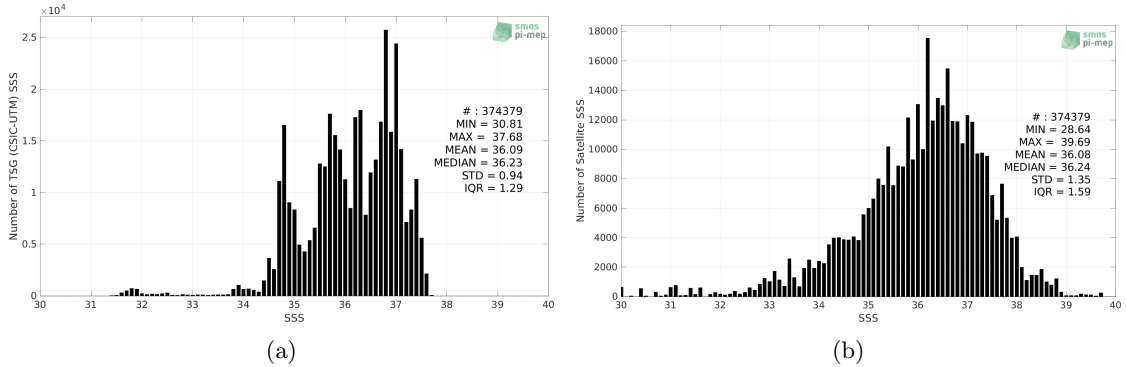 ×10⁴
2.5
2
1.5
1
0.5
0
Number of TSG (CSIC-UTM) SSS
smos
pi-mep
# : 374379
MIN = 30.81
MAX = 37.68
MEAN = 36.09
MEDIAN = 36.23
STD = 0.94
IQR = 1.29
30 31 32 33 34 35 36 37 38 39 40
SSS
(a)
18000
16000
14000
12000
10000
8000
6000
4000
2000
0
Number of Satellite SSS
smos
pi-mep
# : 374379
MIN = 28.64
MAX = 39.69
MEAN = 36.08
MEDIAN = 36.24
STD = 1.35
IQR = 1.59
30 31 32 33 34 35 36 37 38 39 40
SSS
(b)